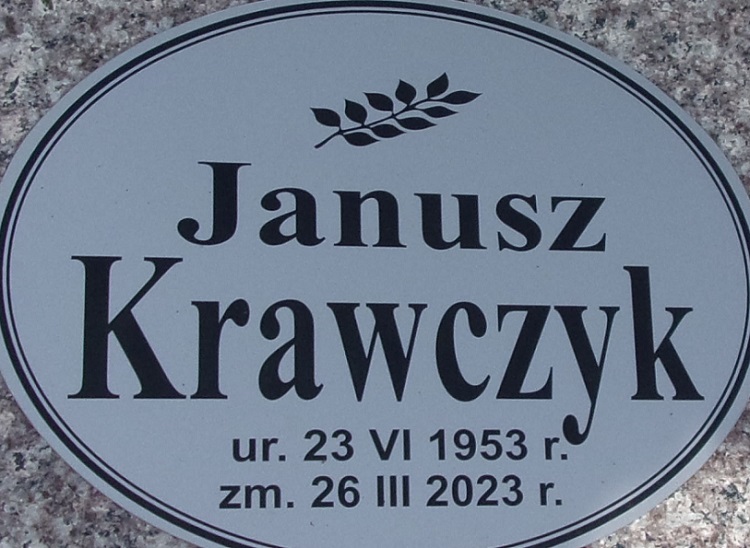 Janusz
Krawczyk
ur. 23 VI 1953 r.
zm. 26 III 2023 r.